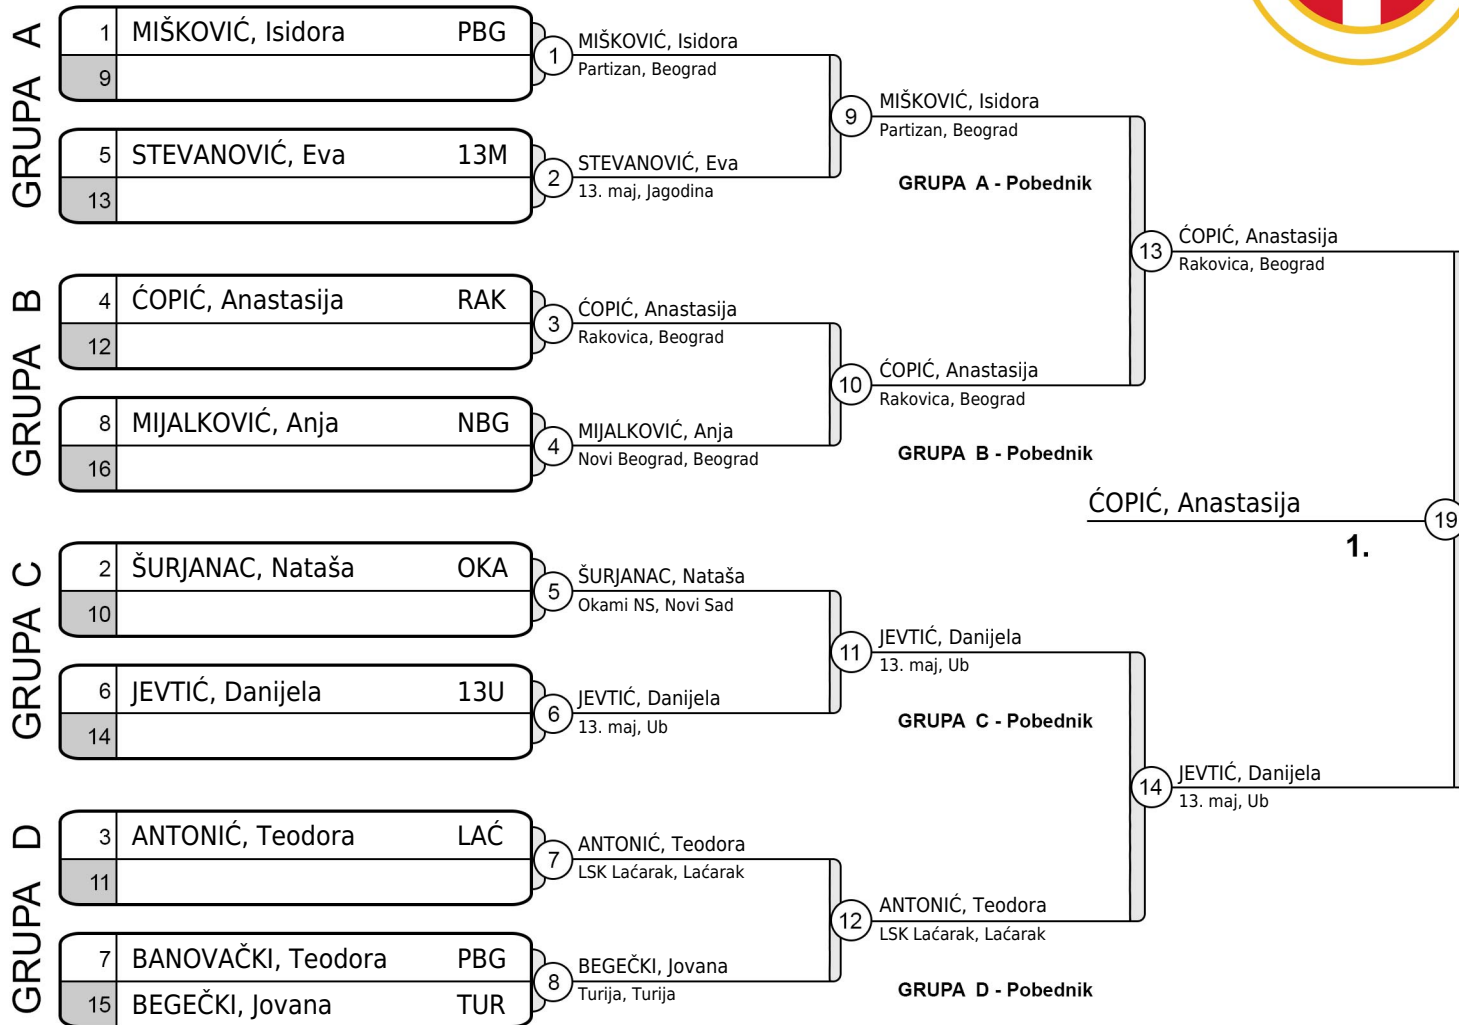 GRUPA A
1 MIŠKOVIĆ, Isidora PBG
9
5 STEVANOVIĆ, Eva 13M
13
1 MIŠKOVIĆ, Isidora
Partizan, Beograd
2 STEVANOVIĆ, Eva
13. maj, Jagodina
9 MIŠKOVIĆ, Isidora
Partizan, Beograd
GRUPA A - Pobednik
GRUPA B
4 ĆOPIĆ, Anastasija RAK
12
8 MIJALKOVIĆ, Anja NBG
16
3 ĆOPIĆ, Anastasija
Rakovica, Beograd
4 MIJALKOVIĆ, Anja
Novi Beograd, Beograd
10 ĆOPIĆ, Anastasija
Rakovica, Beograd
GRUPA B - Pobednik
13 ĆOPIĆ, Anastasija
Rakovica, Beograd
ĆOPIĆ, Anastasija 19
1.
GRUPA C
2 ŠURJANAC, Nataša OKA
10
6 JEVTIĆ, Danijela 13U
14
5 ŠURJANAC, Nataša
Okami NS, Novi Sad
6 JEVTIĆ, Danijela
13. maj, Ub
11 JEVTIĆ, Danijela
13. maj, Ub
GRUPA C - Pobednik
GRUPA D
3 ANTONIĆ, Teodora LAĆ
11
7 BANOVAČKI, Teodora PBG
15 BEGEČKI, Jovana TUR
7 ANTONIĆ, Teodora
LSK Laćarak, Laćarak
8 BEGEČKI, Jovana
Turija, Turija
12 ANTONIĆ, Teodora
LSK Laćarak, Laćarak
GRUPA D - Pobednik
14 JEVTIĆ, Danijela
13. maj, Ub